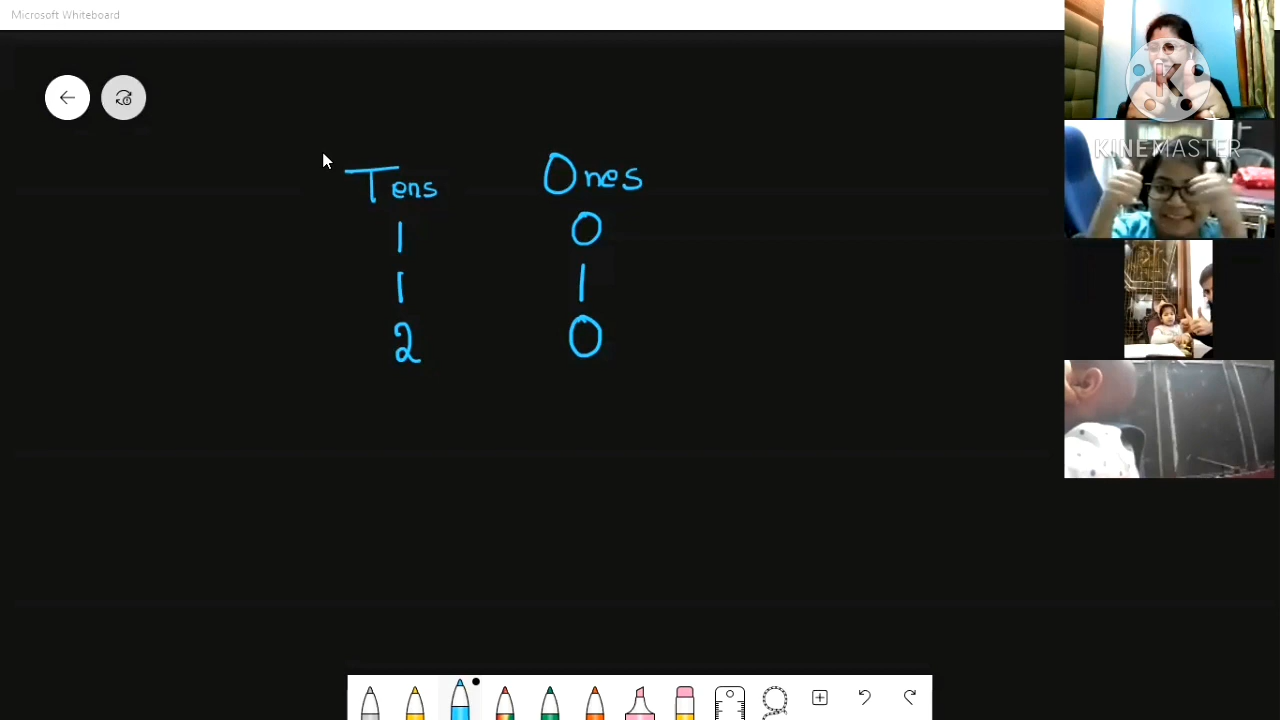 Microsoft Whiteboard
KINEMASTER
Tens Ones
1 0
1 1
2 0